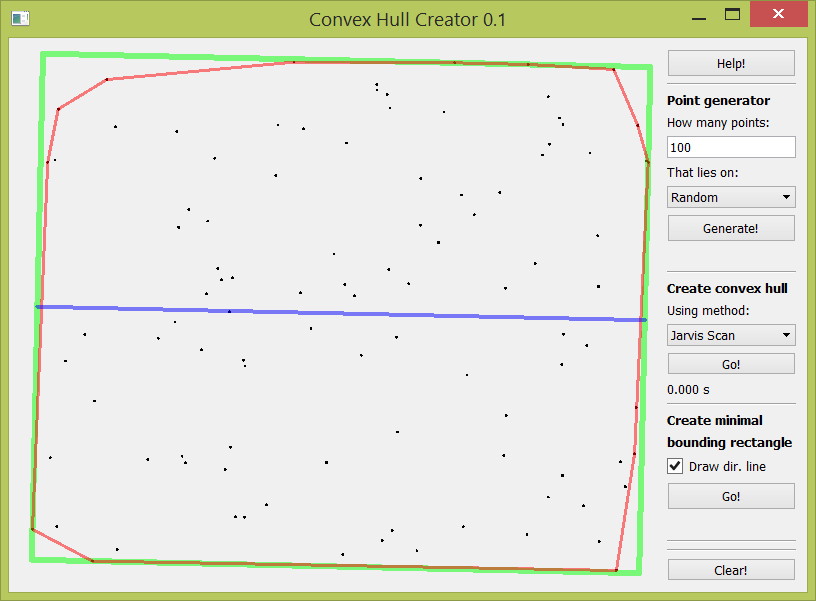 Convex Hull Creator 0.1
Help!
Point generator
How many points:
100
That lies on:
Random
Generate!
Create convex hull
Using method:
Jarvis Scan
Go!
0.000 s
Create minimal
bounding rectangle
Draw dir. line
Go!
Clear!